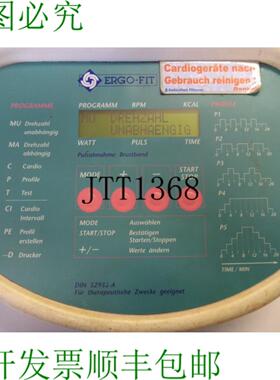 图必究
ERGO-FIT
Cardiogeräte nach
Gebrauch reinigen
PROGRAMME
PROGRAMM RPM KCAL
PROFILE
MU Drehzahl
unabhängig
MU DREHZAHL
UNABHAENGIG
P1
MA Drehzahl
abhängig
WATT PULS TIME
Pulsabnahme: Brustband
P2
C Cardio
P Profile
T Test
MODE + − START
STOP
P3
JTT1368
P4
CI Cardio
Intervall
MODE Auswählen
START/STOP Bestätigen
Starten/Stoppen
PE Profil
erstellen
+/− Werte ändern
P5
D Drucker
DIN 32932-A
Für therapeutische Zwecke geeignet
TIME / MIN
开发票顺丰包邮